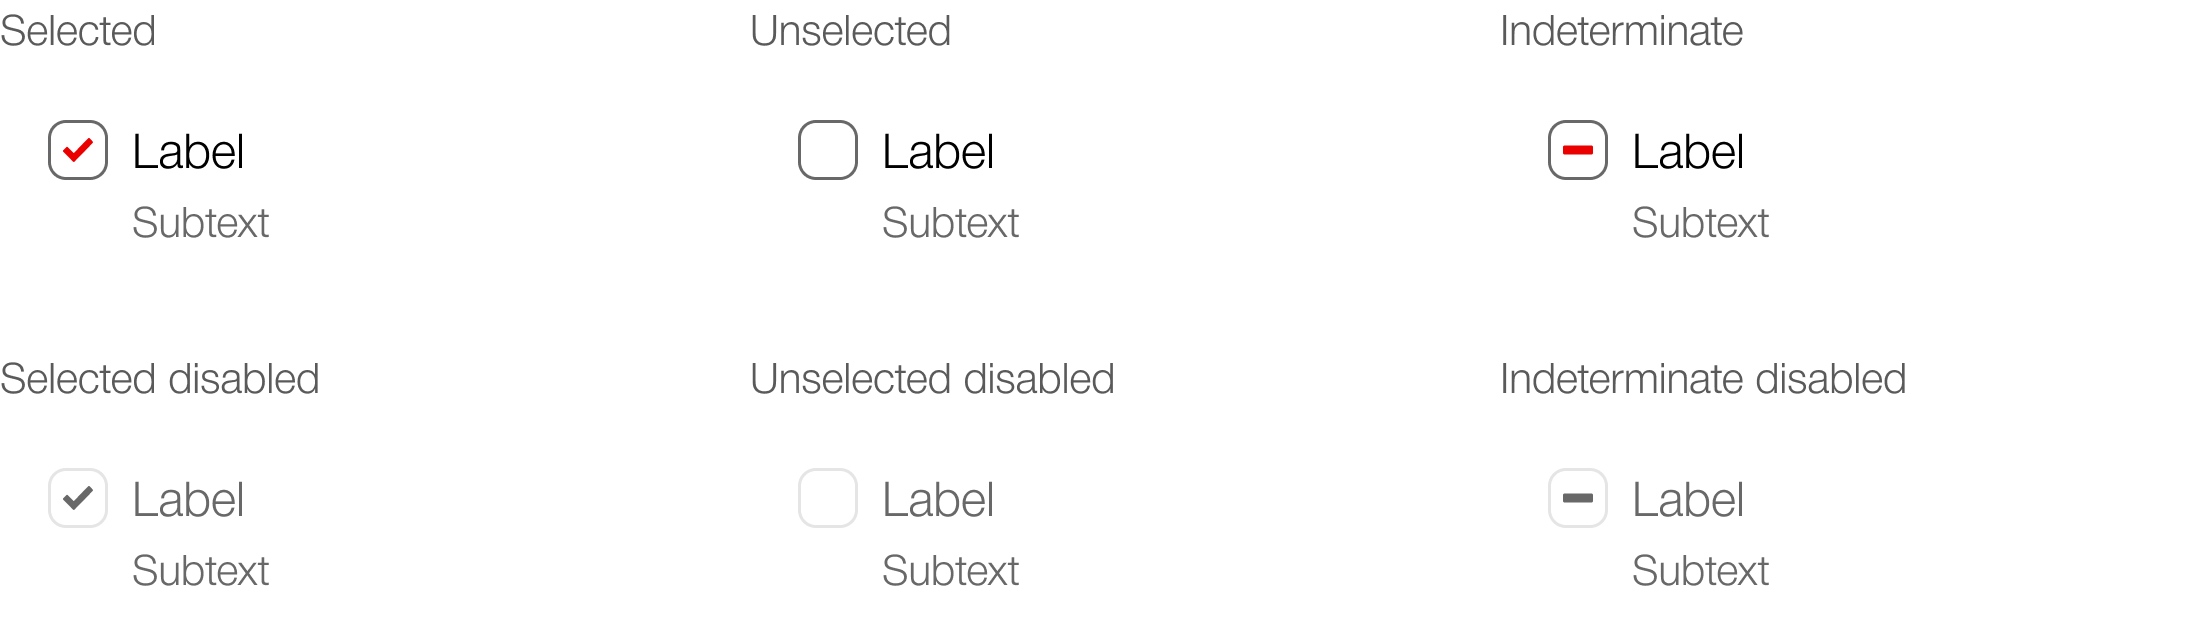 Selected
Unselected
Indeterminate
Label
Label
Label
Subtext
Subtext
Subtext
Selected disabled
Unselected disabled
Indeterminate disabled
Label
Label
Label
Subtext
Subtext
Subtext